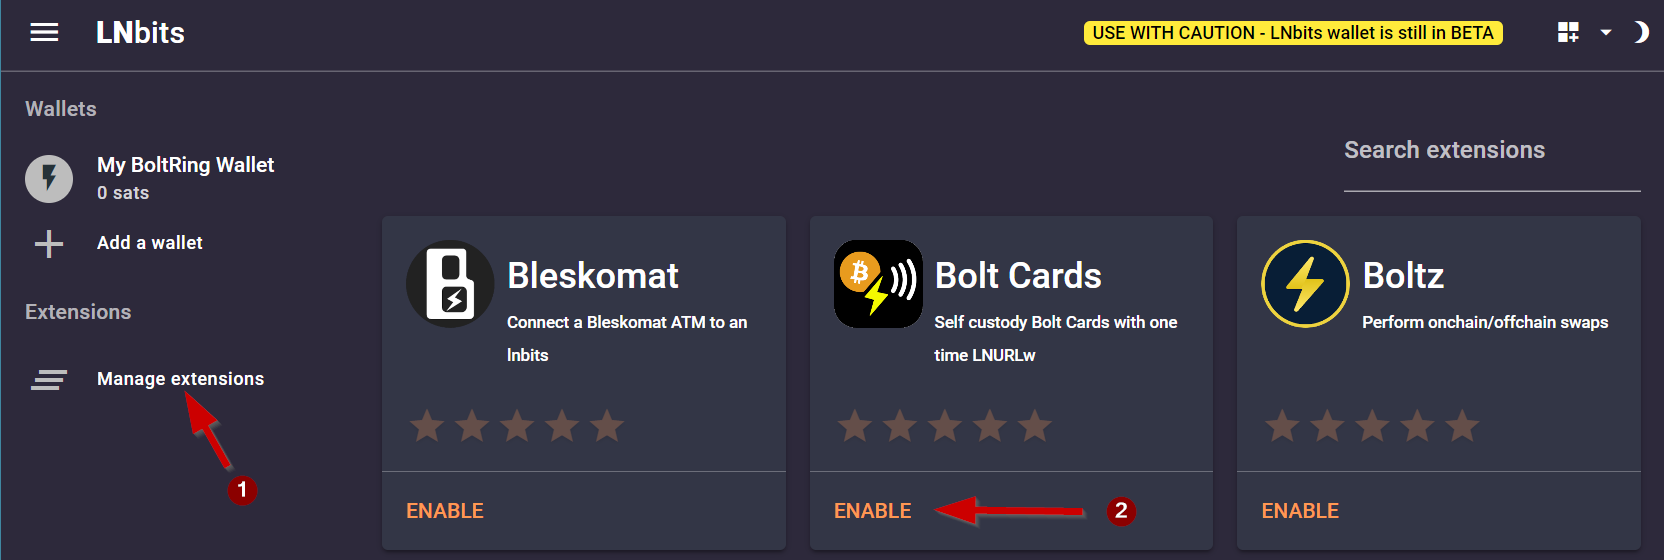 LNbits
USE WITH CAUTION - LNbits wallet is still in BETA
Wallets
My BoltRing Wallet
0 sats
Add a wallet
Extensions
Manage extensions
1
Search extensions
Bleskomat
Connect a Bleskomat ATM to an
lnbits
ENABLE
Bolt Cards
Self custody Bolt Cards with one
time LNURLw
ENABLE
2
Boltz
Perform onchain/offchain swaps
ENABLE